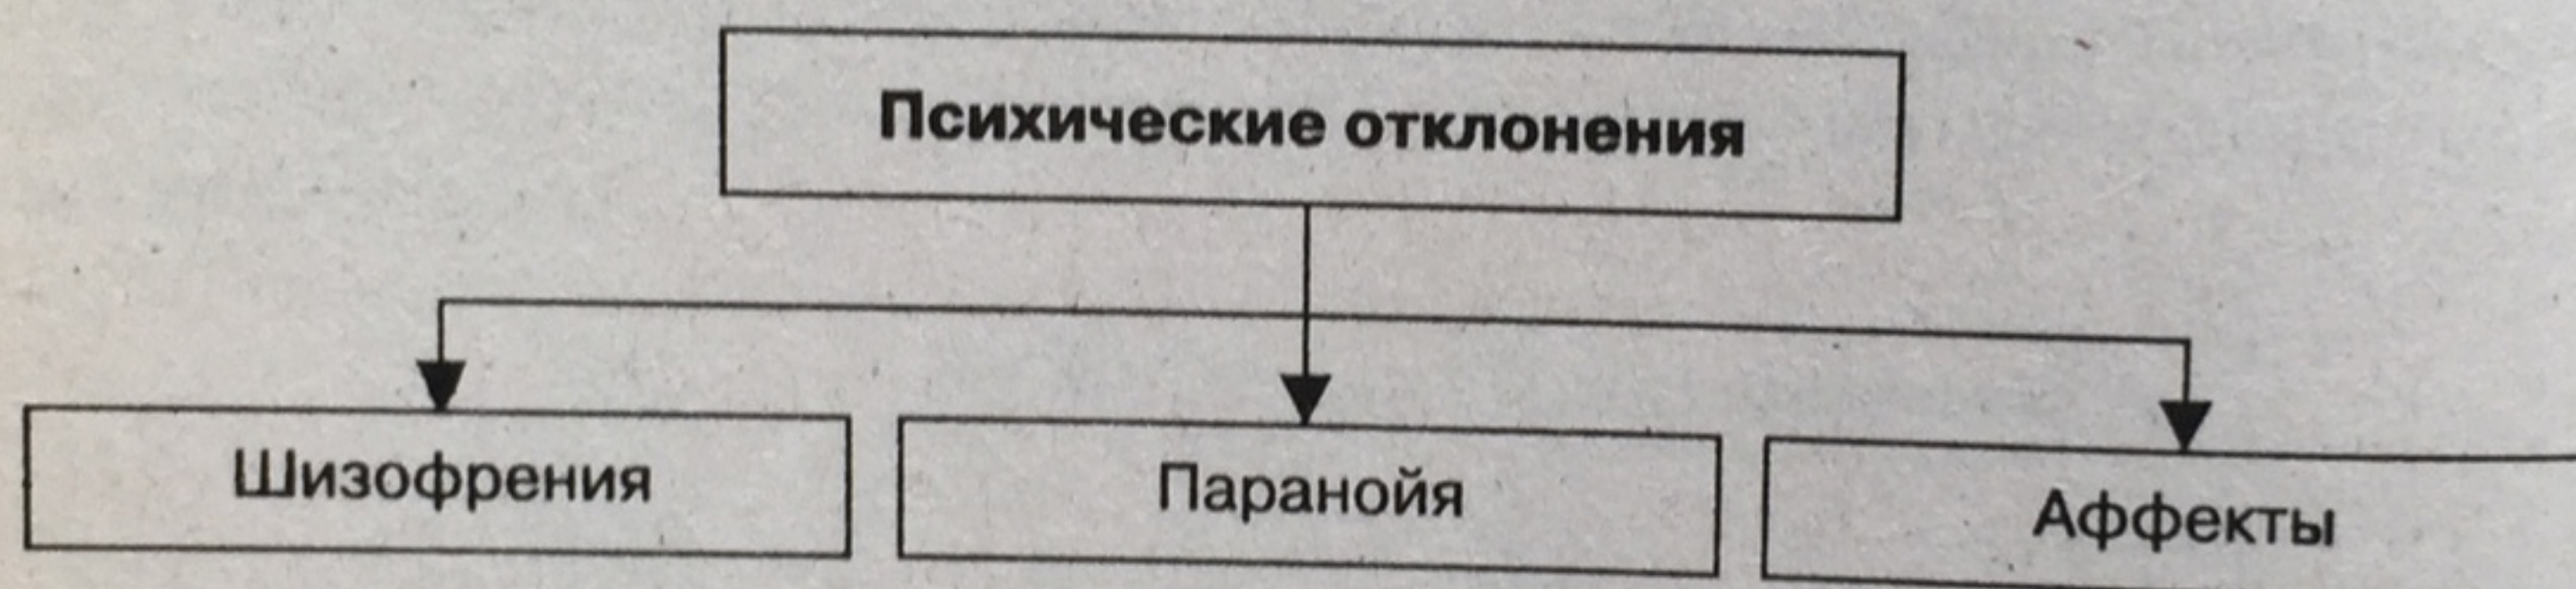 Психические отклонения
Шизофрения
Паранойя
Аффекты